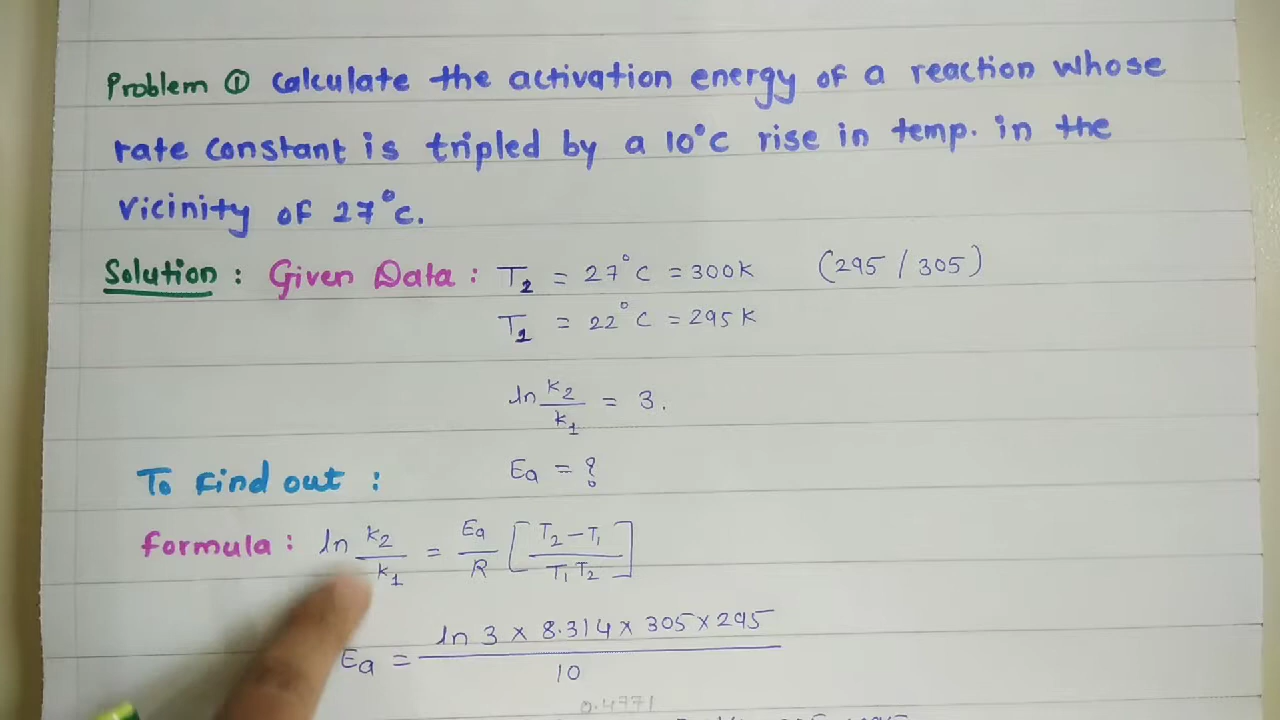 Problem ① Calculate the activation energy of a reaction whose
rate constant is tripled by a 10°C rise in temp. in the
vicinity of 27°C.
Solution : Given Data : T₂ = 27°C = 300K (295 / 305)
T₁ = 22°C = 295 K
ln K₂/K₁ = 3.
To Find out : Ea = ?
Formula : ln K₂/K₁ = Ea/R [T₂-T₁/T₁T₂]
Ea = ln 3 × 8.314 × 305 × 295 / 10
0.4771